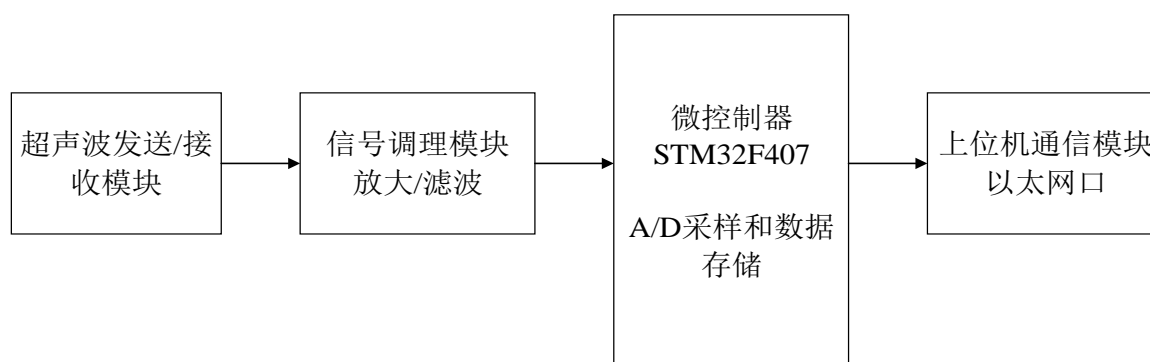 超声波发送/接
收模块
信号调理模块
放大/滤波
微控制器
STM32F407
A/D采样和数据
存储
上位机通信模块
以太网口